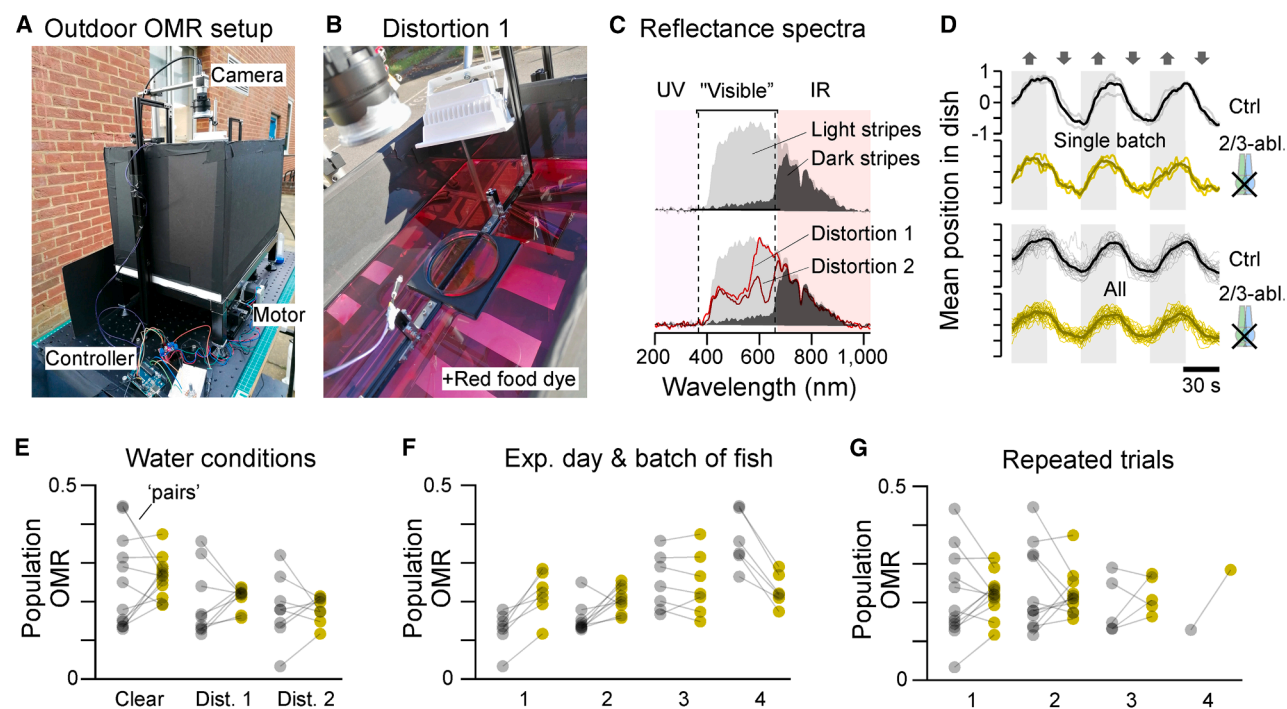 A Outdoor OMR setup
Camera
Motor
Controller
B Distortion 1
+Red food dye
C Reflectance spectra
UV "Visible" IR
Light stripes
Dark stripes
Distortion 1
Distortion 2
200 400 600 800 1,000
Wavelength (nm)
D
Mean position in dish
1
0
-1
Ctrl
Single batch
2/3-abl.
Ctrl
All
2/3-abl.
30 s
E Water conditions
'pairs'
Population
OMR
0.5
0
Clear Dist. 1 Dist. 2
F Exp. day & batch of fish
Population
OMR
0.5
0
1 2 3 4
G Repeated trials
Population
OMR
0.5
0
1 2 3 4